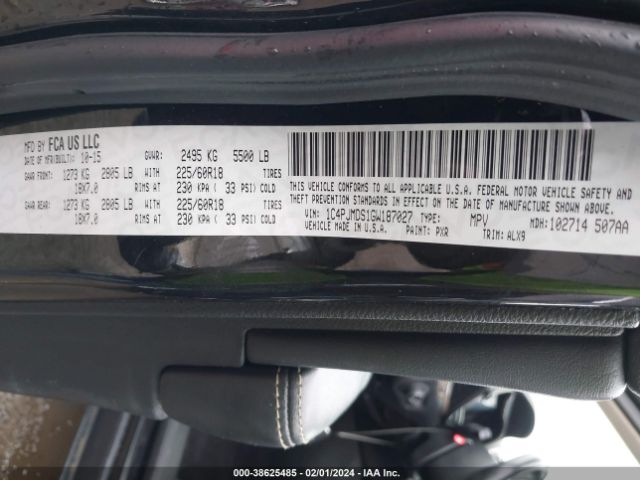 MFD BY FCA US LLC
DATE OF MFR(BUILT): 10-15 GVWR: 2495 KG 5500 LB
GAWR FRONT: 1273 KG 2805 LB WITH 225/60R18 TIRES
18X7.0 RIMS AT 230 KPA ( 33 PSI) COLD
GAWR REAR: 1273 KG 2805 LB WITH 225/60R18 TIRES
18X7.0 RIMS AT 230 KPA ( 33 PSI) COLD
THIS VEHICLE CONFORMS TO ALL APPLICABLE U.S.A. FEDERAL MOTOR VEHICLE SAFETY AND
THEFT PREVENTION STANDARDS IN EFFECT ON THE DATE OF MANUFACTURE SHOWN ABOVE.
VIN: 1C4PJMDS1GW187027 TYPE: MPV MDH:102714 507AA
MADE IN U.S.A. PAINT: PXR TRIM: ALX9
000-38625485 - 02/01/2024 - IAA Inc.